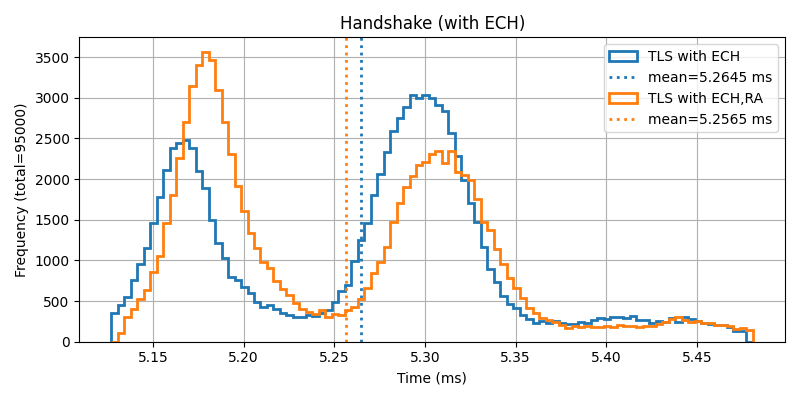 Handshake (with ECH)
Frequency (total=95000)
3500
3000
2500
2000
1500
1000
500
0
TLS with ECH
mean=5.2645 ms
TLS with ECH,RA
mean=5.2565 ms
5.15
5.20
5.25
5.30
5.35
5.40
5.45
Time (ms)